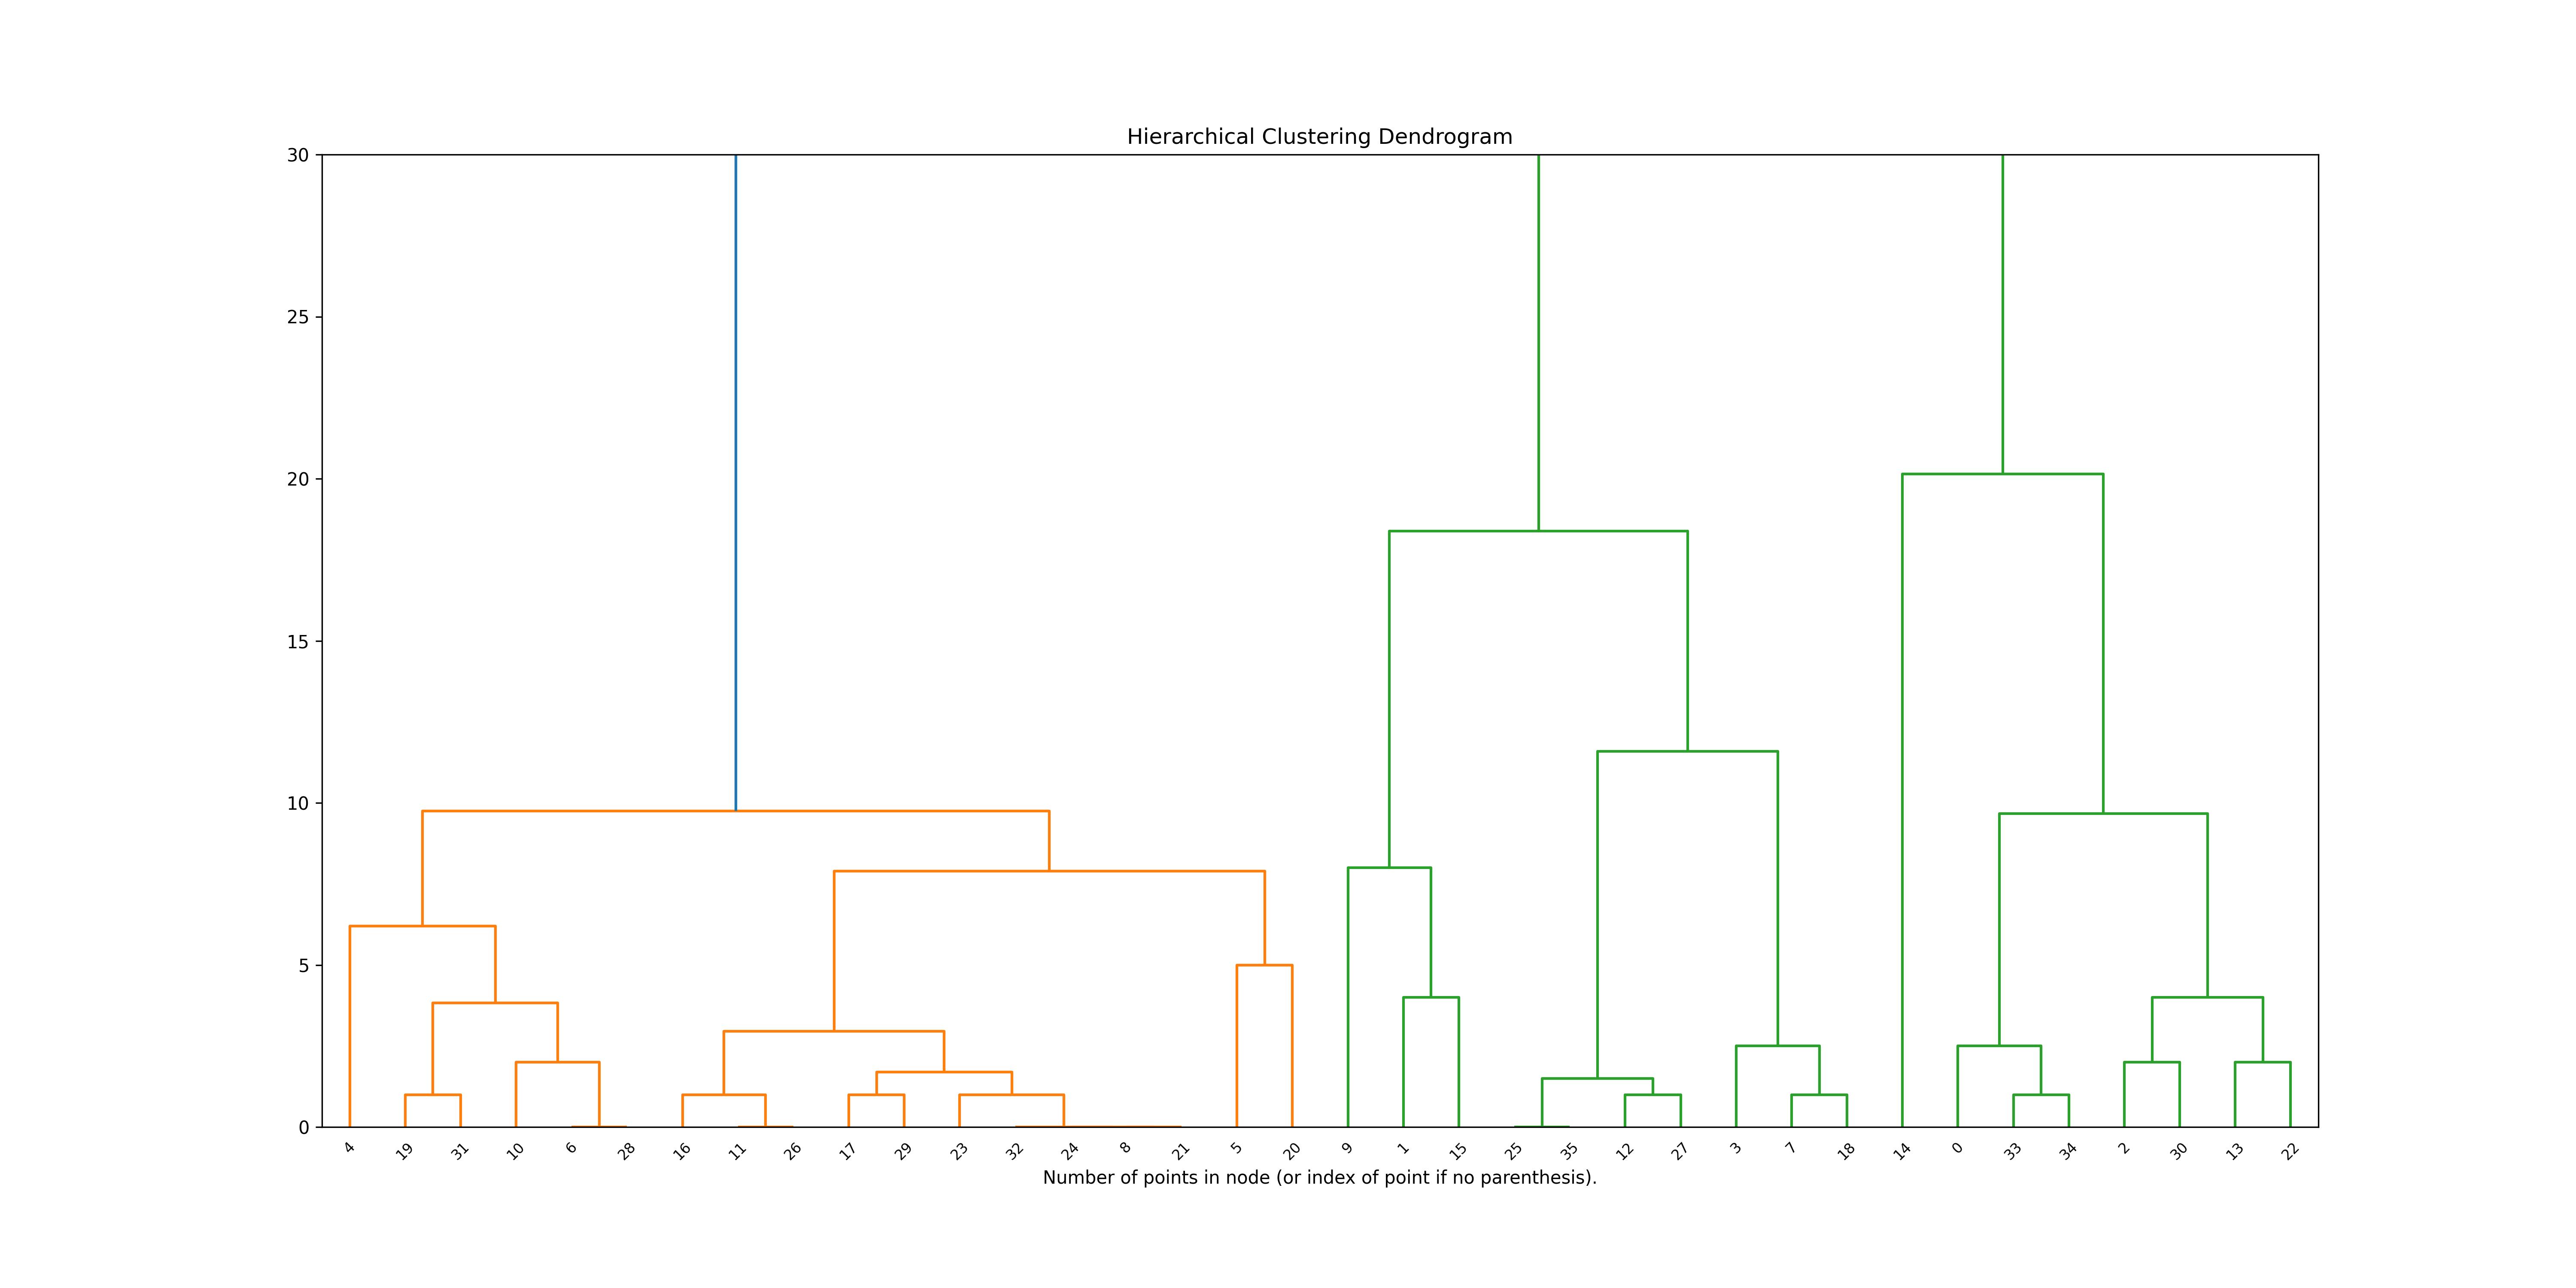 Hierarchical Clustering Dendrogram
30
25
20
15
10
5
0
4 19 31 10 6 28 16 11 26 17 29 23 32 24 8 21 5 20 9 1 15 25 35 12 27 3 7 18 14 0 33 34 2 30 13 22
Number of points in node (or index of point if no parenthesis).